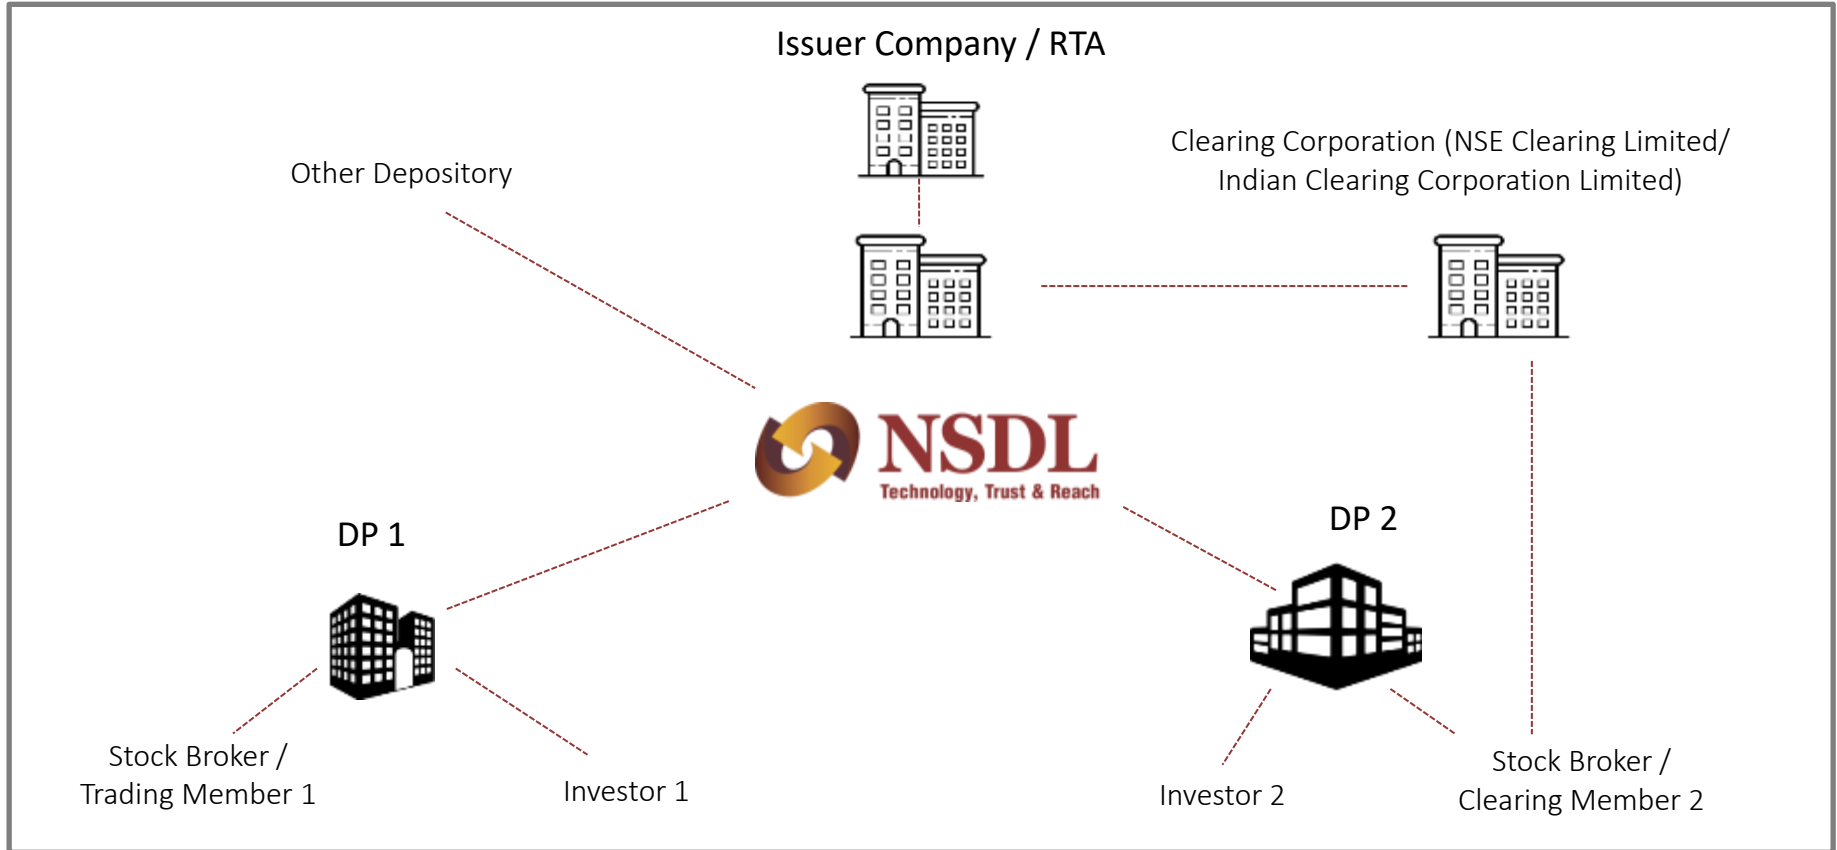 Issuer Company / RTA
Clearing Corporation (NSE Clearing Limited/
Indian Clearing Corporation Limited)
Other Depository
NSDL
Technology, Trust & Reach
DP 1
DP 2
Stock Broker /
Trading Member 1
Investor 1
Investor 2
Stock Broker /
Clearing Member 2